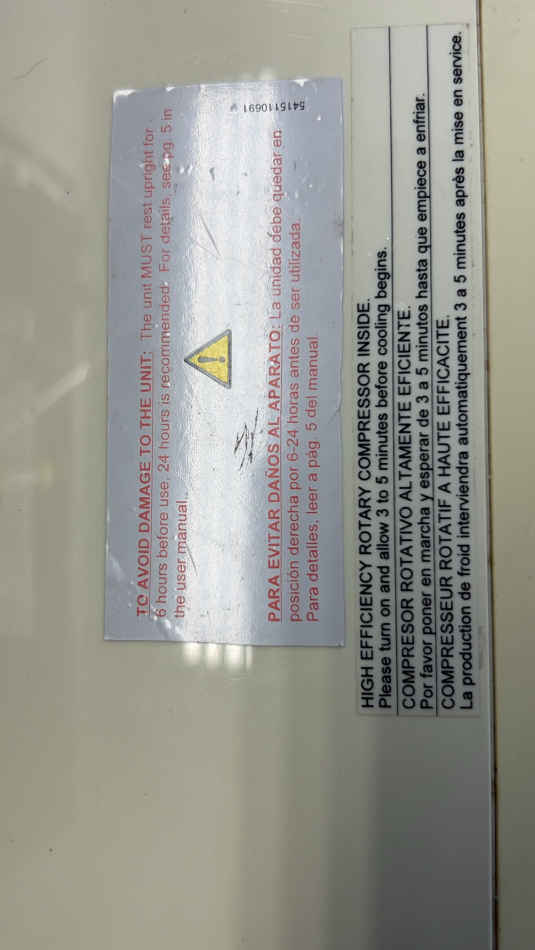 TO AVOID DAMAGE TO THE UNIT: The unit MUST rest upright for
6 hours before use, 24 hours is recommended. For details, see pg. 5 in
the user manual.
PARA EVITAR DAÑOS AL APARATO: La unidad debe quedar en
posición derecha por 6-24 horas antes de ser utilizada.
Para detalles, leer a pág. 5 del manual.
5415110691
HIGH EFFICIENCY ROTARY COMPRESSOR INSIDE.
Please turn on and allow 3 to 5 minutes before cooling begins.
COMPRESOR ROTATIVO ALTAMENTE EFICIENTE.
Por favor poner en marcha y esperar de 3 a 5 minutos hasta que empiece a enfriar.
COMPRESSEUR ROTATIF A HAUTE EFFICACITE.
La production de froid interviendra automatiquement 3 a 5 minutes après la mise en service.